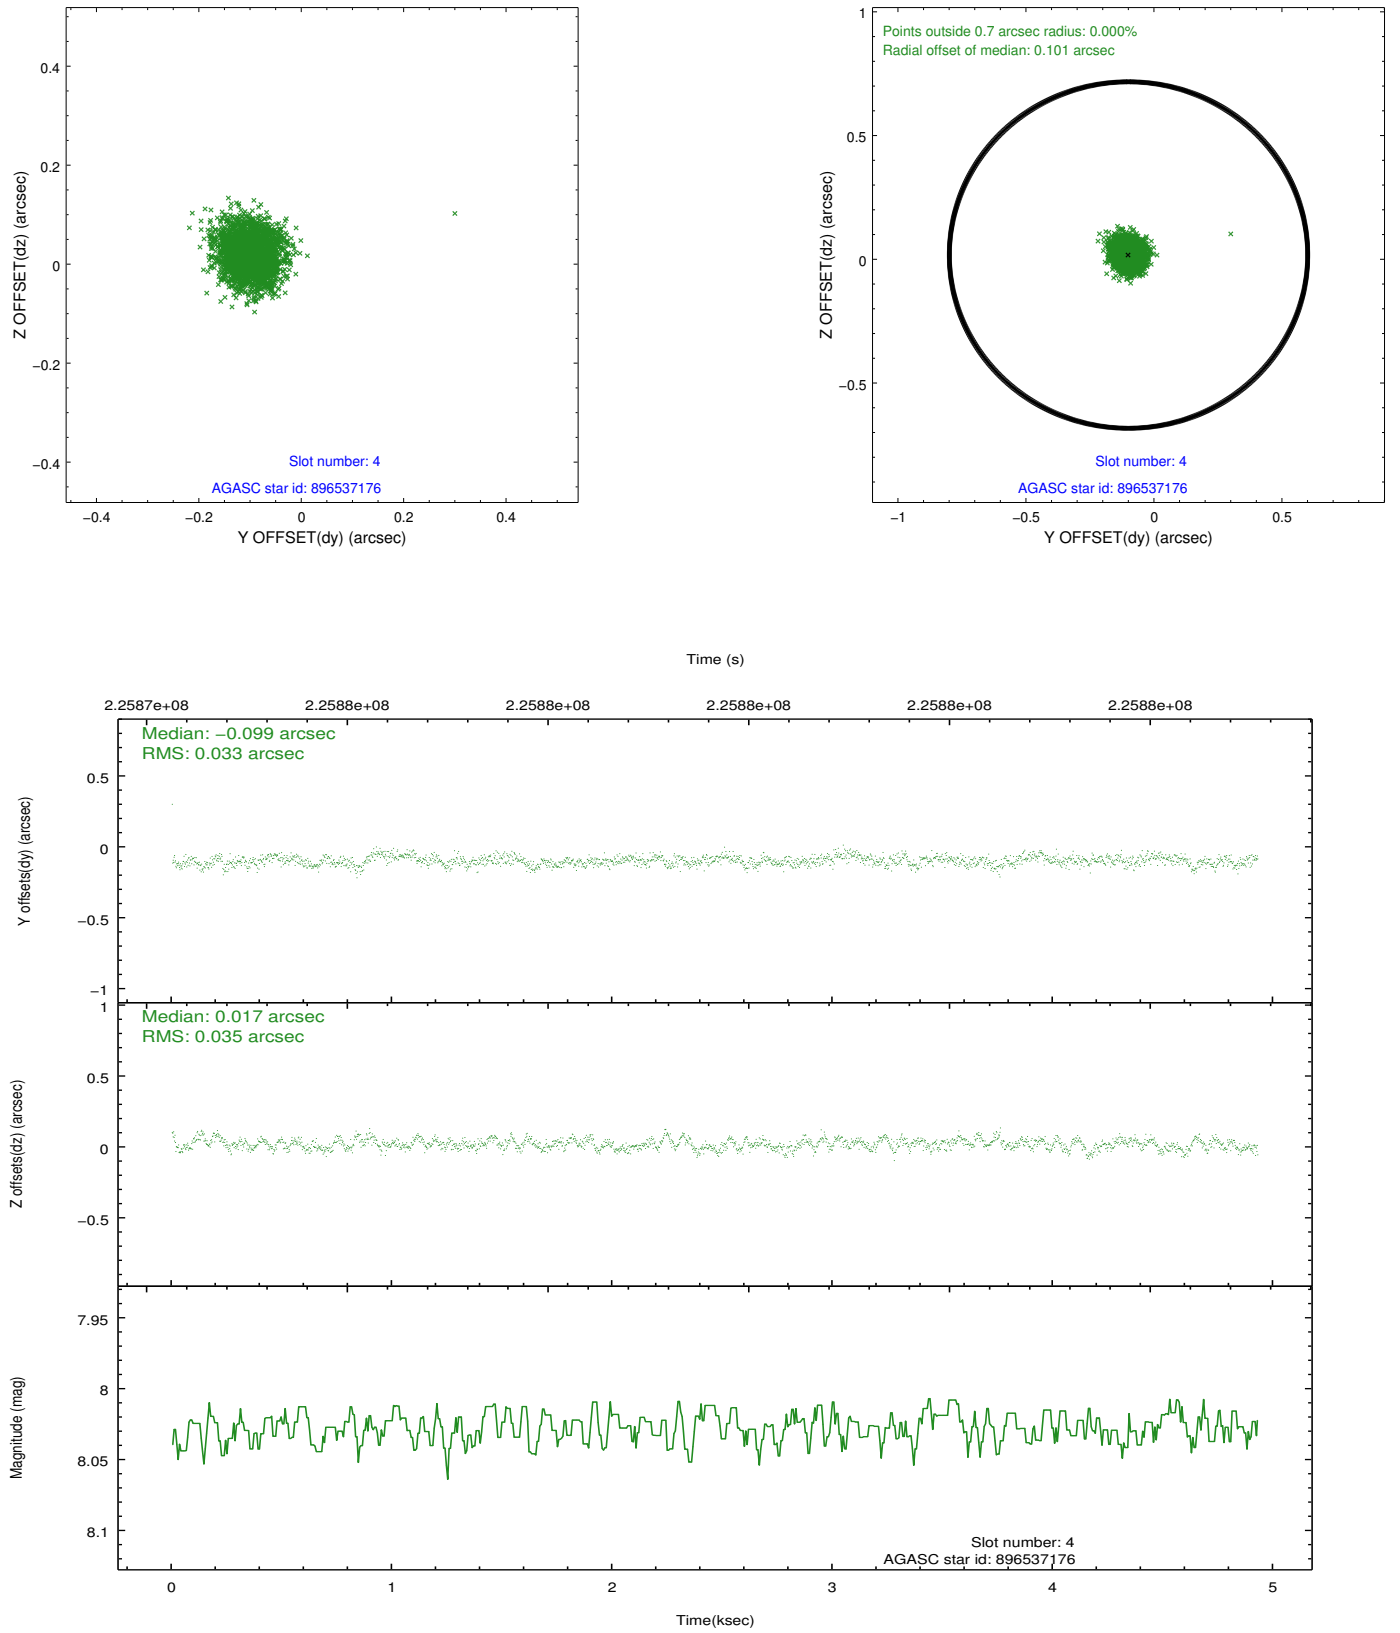 0.4
0.2
0
−0.2
−0.4
Z OFFSET(dz) (arcsec)
Slot number: 4
AGASC star id: 896537176
−0.4 −0.2 0 0.2 0.4
Y OFFSET(dy) (arcsec)
1
0.5
0
−0.5
Z OFFSET(dz) (arcsec)
Points outside 0.7 arcsec radius: 0.000%
Radial offset of median: 0.101 arcsec
Slot number: 4
AGASC star id: 896537176
−1 −0.5 0 0.5
Y OFFSET(dy) (arcsec)
Time (s)
2.2587e+08 2.2588e+08 2.2588e+08 2.2588e+08 2.2588e+08 2.2588e+08
Median: −0.099 arcsec
RMS: 0.033 arcsec
0.5
0
−0.5
−1
Y offsets(dy) (arcsec)
Median: 0.017 arcsec
RMS: 0.035 arcsec
1
0.5
0
−0.5
Z offsets(dz) (arcsec)
7.95
8
8.05
8.1
Magnitude (mag)
Slot number: 4
AGASC star id: 896537176
0 1 2 3 4 5
Time(ksec)